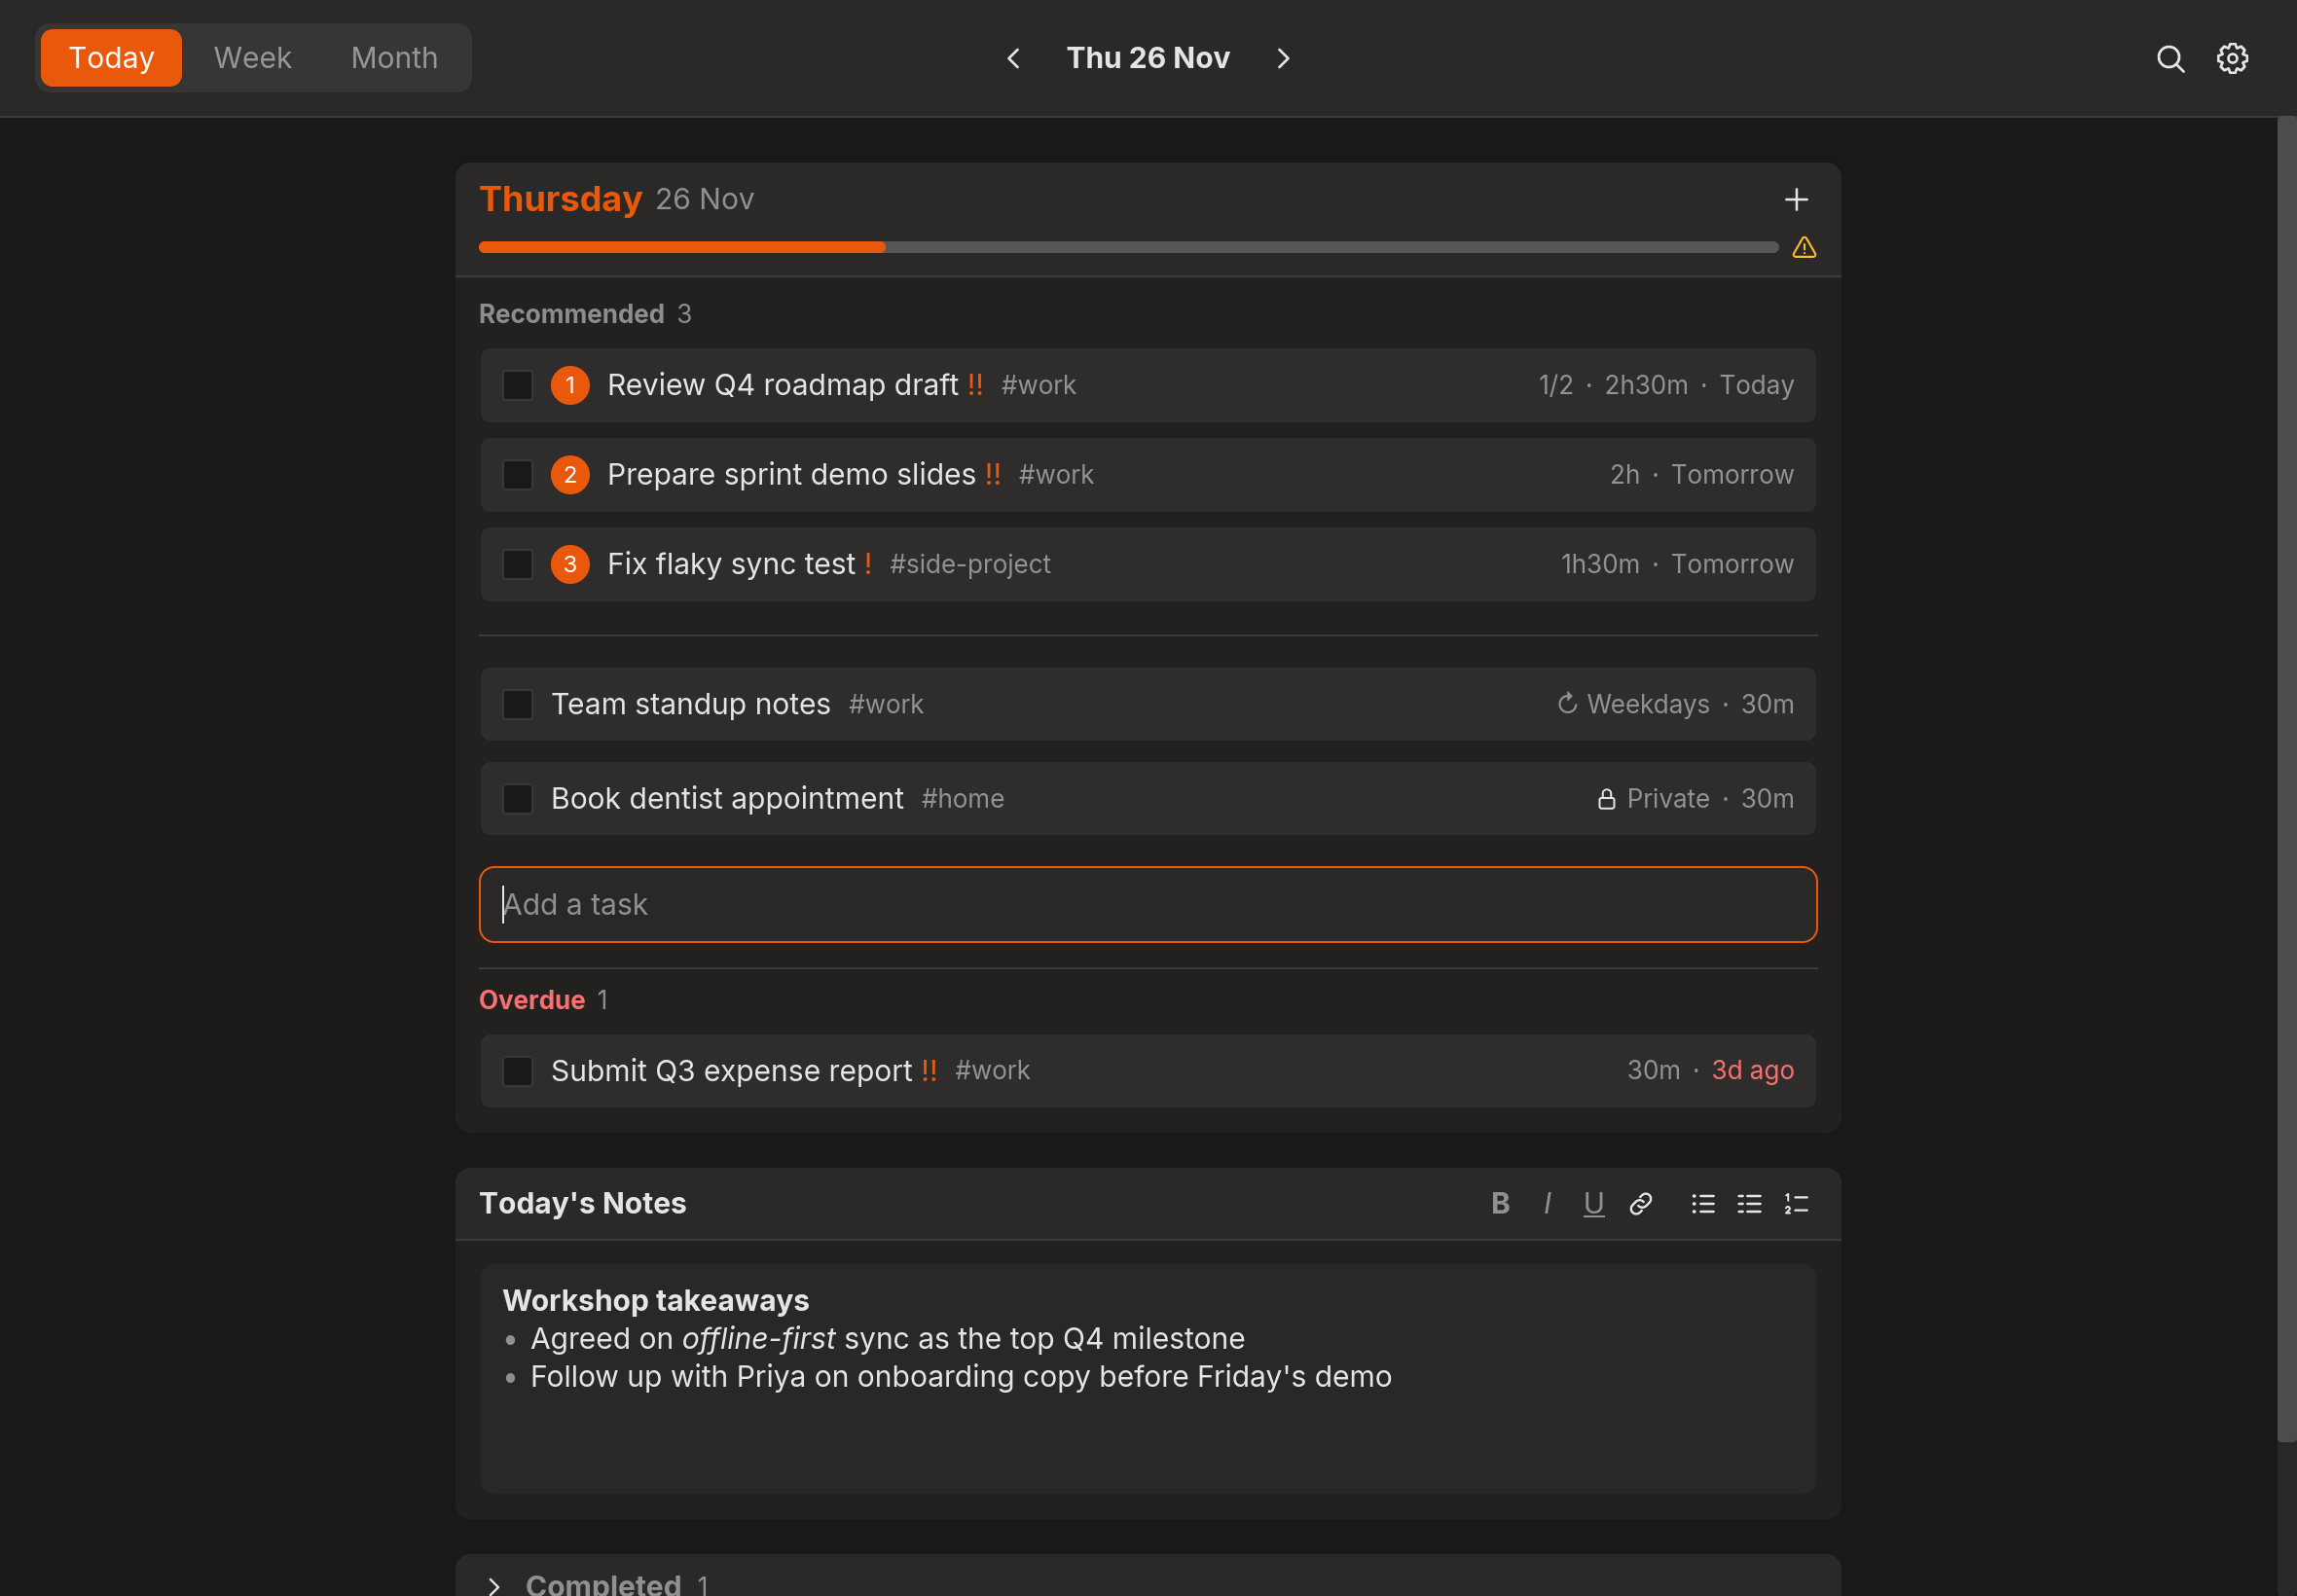 Today Week Month
Thu 26 Nov
Thursday 26 Nov
Recommended 3
1 Review Q4 roadmap draft !! #work 1/2 · 2h30m · Today
2 Prepare sprint demo slides !! #work 2h · Tomorrow
3 Fix flaky sync test ! #side-project 1h30m · Tomorrow
Team standup notes #work Weekdays · 30m
Book dentist appointment #home Private · 30m
Add a task
Overdue 1
Submit Q3 expense report !! #work 30m · 3d ago
Today's Notes B I U
Workshop takeaways
• Agreed on offline-first sync as the top Q4 milestone
• Follow up with Priya on onboarding copy before Friday's demo
Completed 1